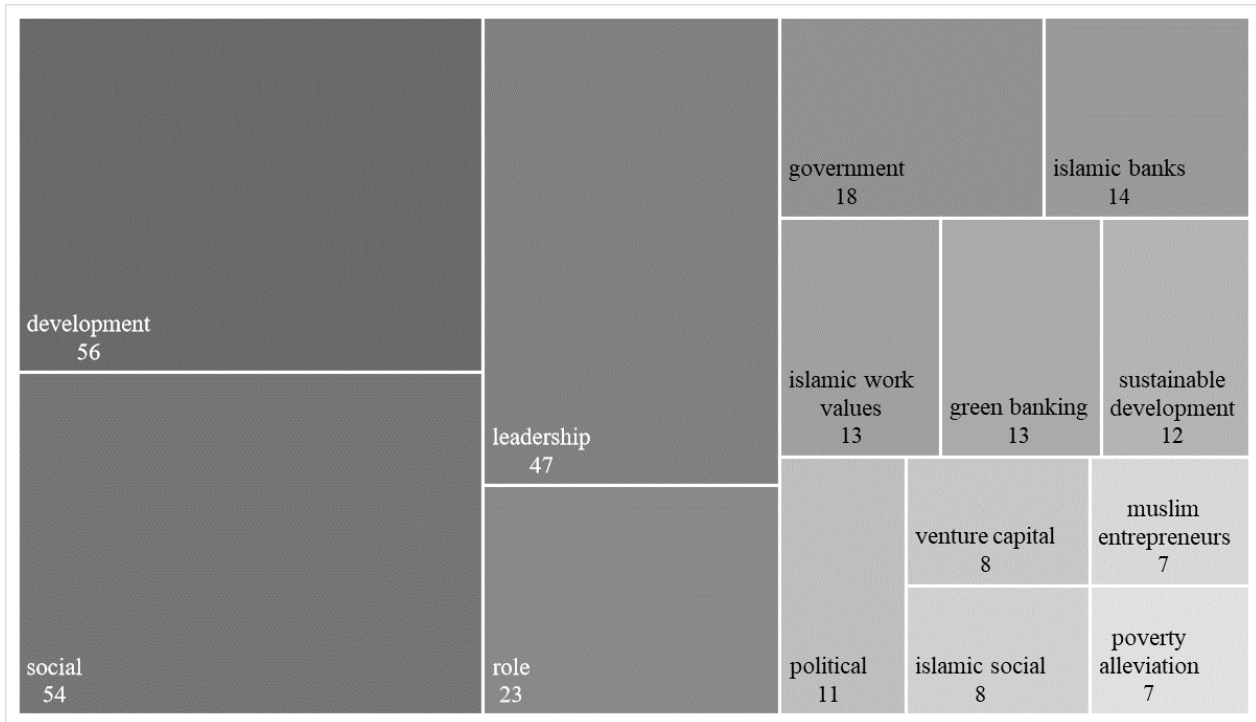 development
56
social
54
leadership
47
role
23
government
18
islamic banks
14
islamic work
values
13
green banking
13
sustainable
development
12
political
11
venture capital
8
muslim
entrepreneurs
7
islamic social
8
poverty
alleviation
7